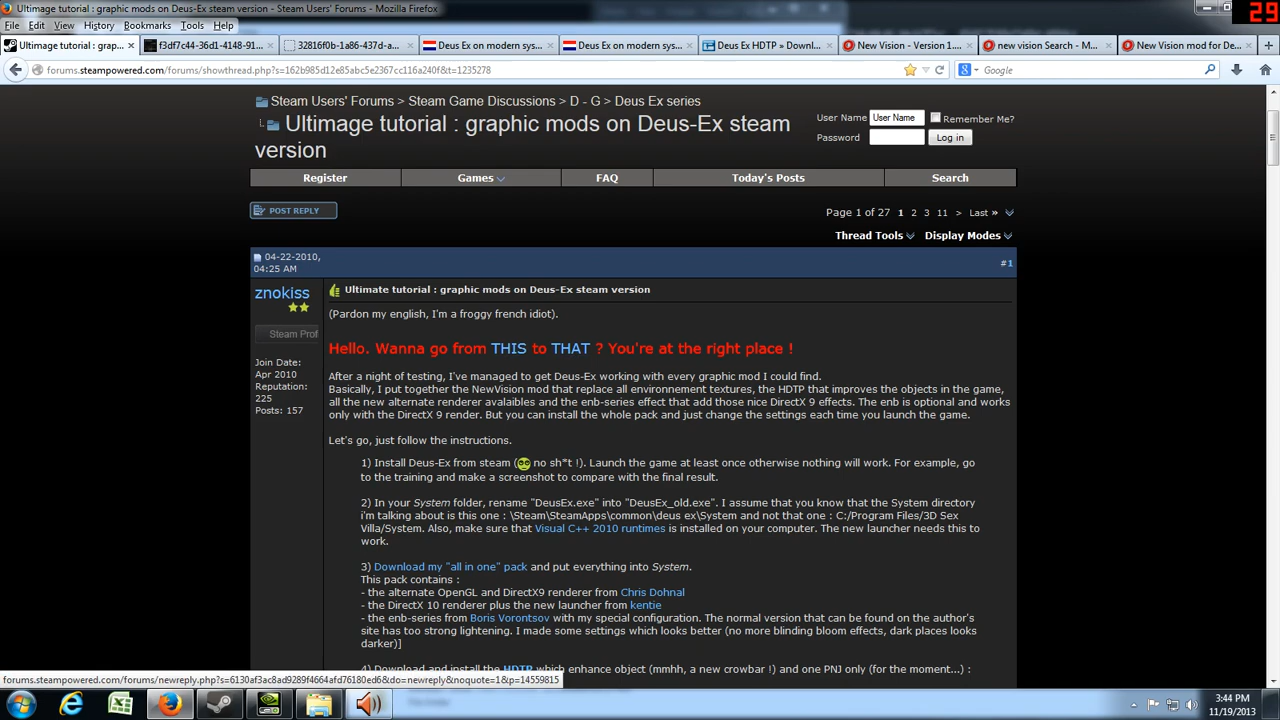 Ultimage tutorial : graphic mods on Deus-Ex steam version - Steam Users' Forums - Mozilla Firefox
29
File Edit View History Bookmarks Tools Help
Ultimage tutorial : grap... × f3df7c44-36d1-4148-91... × 32816f0b-1a86-437d-a... × Deus Ex on modern sys... × Deus Ex on modern sys... × Deus Ex HDTP » Downl... × New Vision - Version 1.... × new vision Search - M... × New Vision mod for De... × +
forums.steampowered.com/forums/showthread.php?s=162b985d12e85abc5e2367cc116a240f&t=1235278
Google
Steam Users' Forums > Steam Game Discussions > D - G > Deus Ex series
Ultimage tutorial : graphic mods on Deus-Ex steam
version
User Name User Name Remember Me?
Password Log in
Register Games FAQ Today's Posts Search
POST REPLY
Page 1 of 27 1 2 3 11 > Last »
Thread Tools Display Modes
04-22-2010,
04:25 AM
#1
znokiss
Steam Prof
Join Date:
Apr 2010
Reputation:
225
Posts: 157
Ultimate tutorial : graphic mods on Deus-Ex steam version
(Pardon my english, I'm a froggy french idiot).
Hello. Wanna go from THIS to THAT ? You're at the right place !
After a night of testing, I've managed to get Deus-Ex working with every graphic mod I could find.
Basically, I put together the NewVision mod that replace all environnement textures, the HDTP that improves the objects in the game,
all the new alternate renderer avalaibles and the enb-series effect that add those nice DirectX 9 effects. The enb is optional and works
only with the DirectX 9 render. But you can install the whole pack and just change the settings each time you launch the game.
Let's go, just follow the instructions.
1) Install Deus-Ex from steam ( no sh*t !). Launch the game at least once otherwise nothing will work. For example, go
to the training and make a screenshot to compare with the final result.
2) In your System folder, rename "DeusEx.exe" into "DeusEx_old.exe". I assume that you know that the System directory
i'm talking about is this one : \Steam\SteamApps\common\deus ex\System and not that one : C:/Program Files/3D Sex
Villa/System. Also, make sure that Visual C++ 2010 runtimes is installed on your computer. The new launcher needs this to
work.
3) Download my "all in one" pack and put everything into System.
This pack contains :
- the alternate OpenGL and DirectX9 renderer from Chris Dohnal
- the DirectX 10 renderer plus the new launcher from kentie
- the enb-series from Boris Vorontsov with my special configuration. The normal version that can be found on the author's
site has too strong lightening. I made some settings which looks better (no more blinding bloom effects, dark places looks
darker)]
4) Download and install the HDTP which enhance object (mmhh, a new crowbar !) and one PNJ only (for the moment...) :
forums.steampowered.com/forums/newreply.php?s=6130af3ac8ad9289f4664afd76180ed6&do=newreply&noquote=1&p=14559815
3:44 PM
11/19/2013